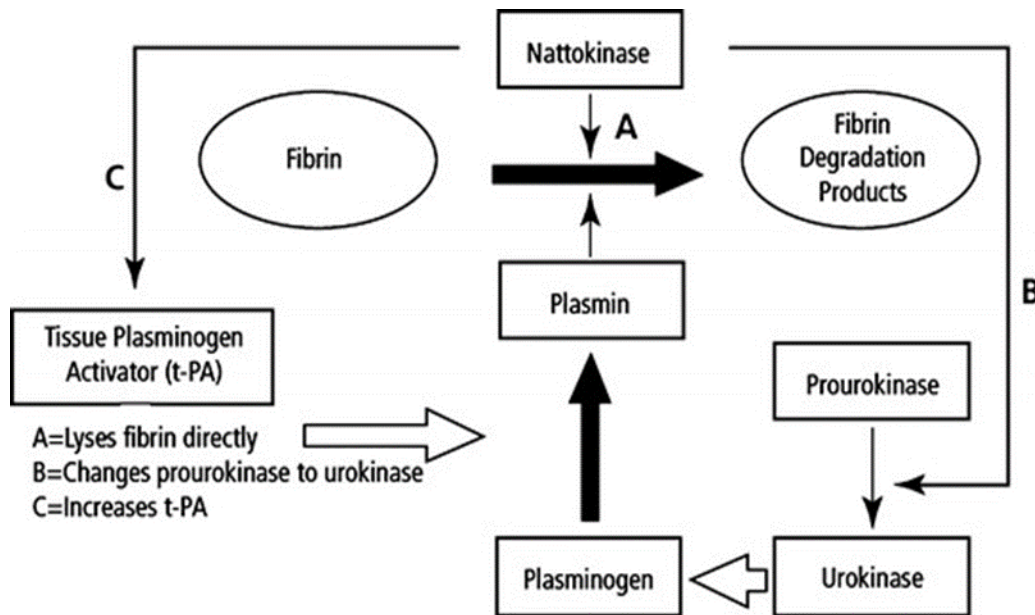 Nattokinase
A
Fibrin
Fibrin
Degradation
Products
C
Plasmin
B
Tissue Plasminogen
Activator (t-PA)
Prourokinase
A=Lyses fibrin directly
B=Changes prourokinase to urokinase
C=Increases t-PA
Plasminogen
Urokinase